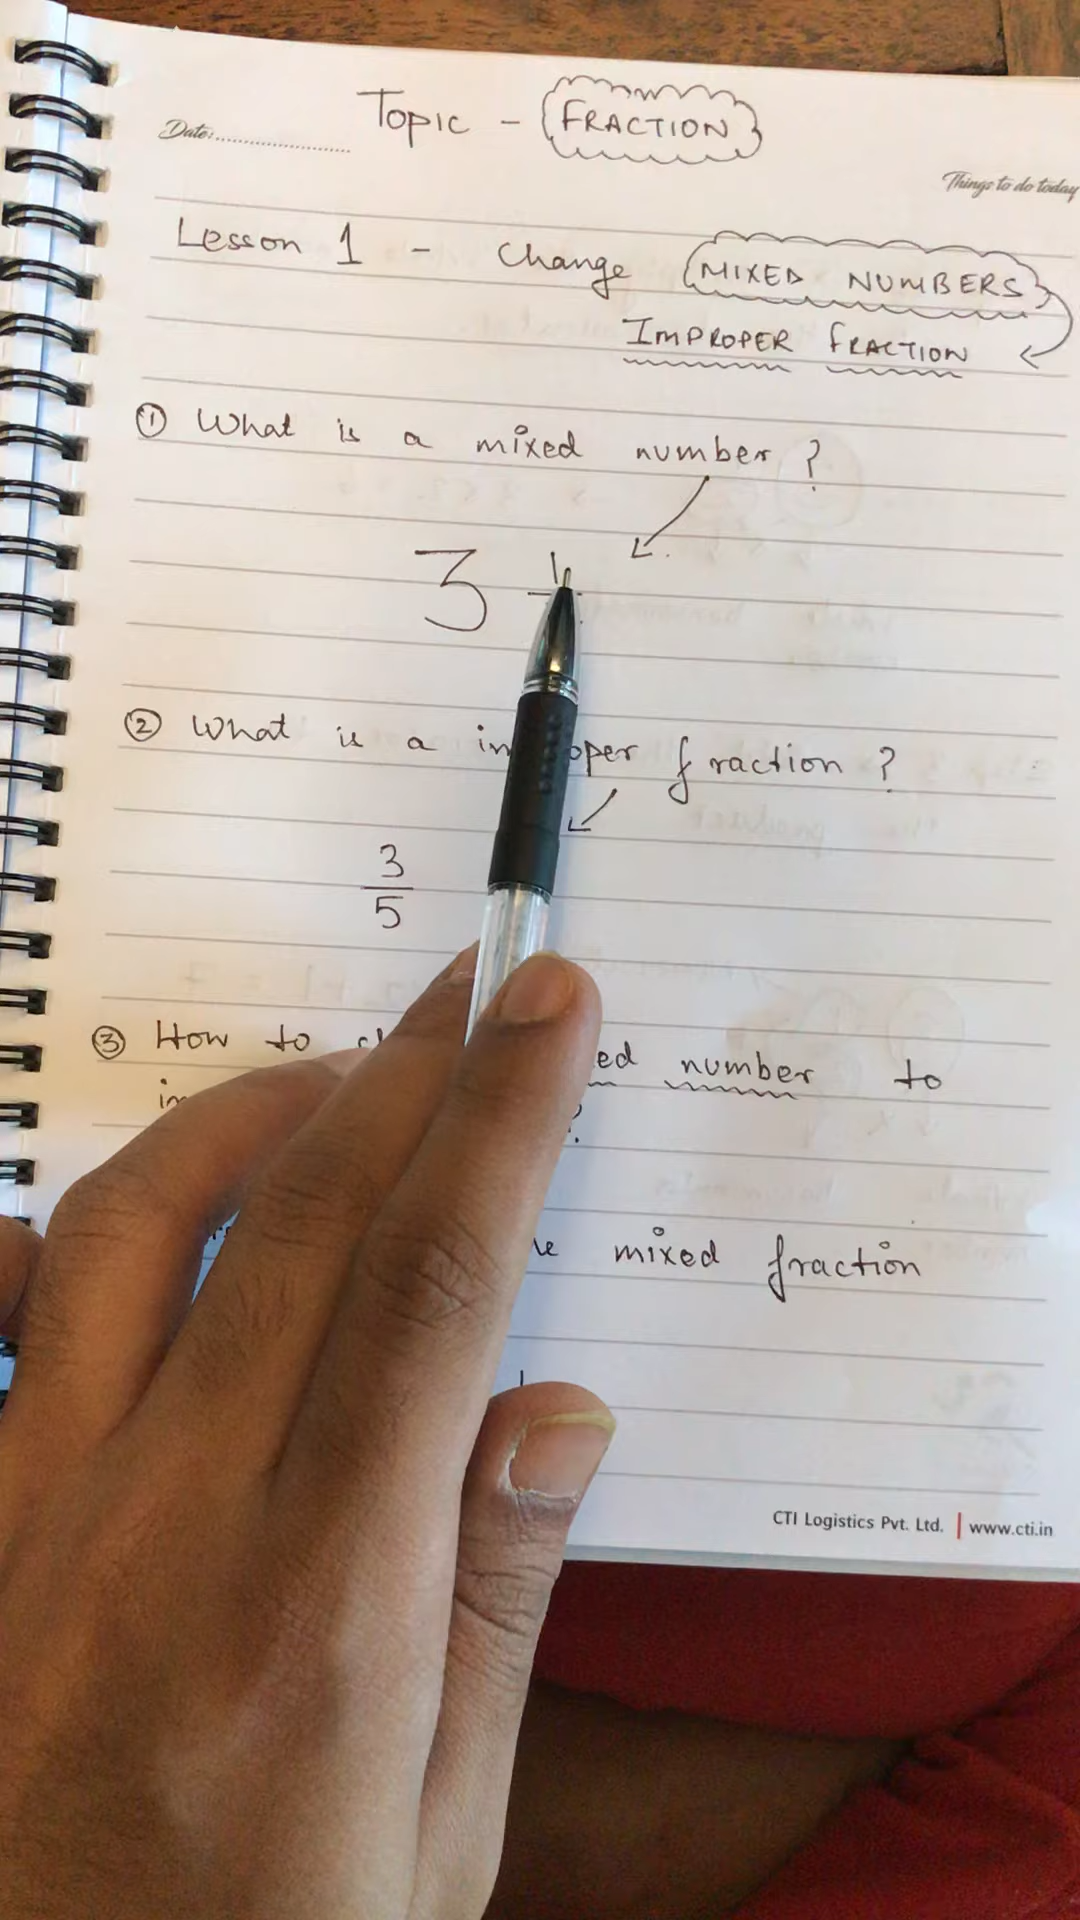 Topic - FRACTION
Date:
Things to do today
Lesson 1 - Change MIXED NUMBERS
IMPROPER FRACTION
① What is a mixed number ?
3 1
② What is a fraction ?
3
5
③ How to number to
?
mixed fraction
CTI Logistics Pvt. Ltd. | www.cti.in